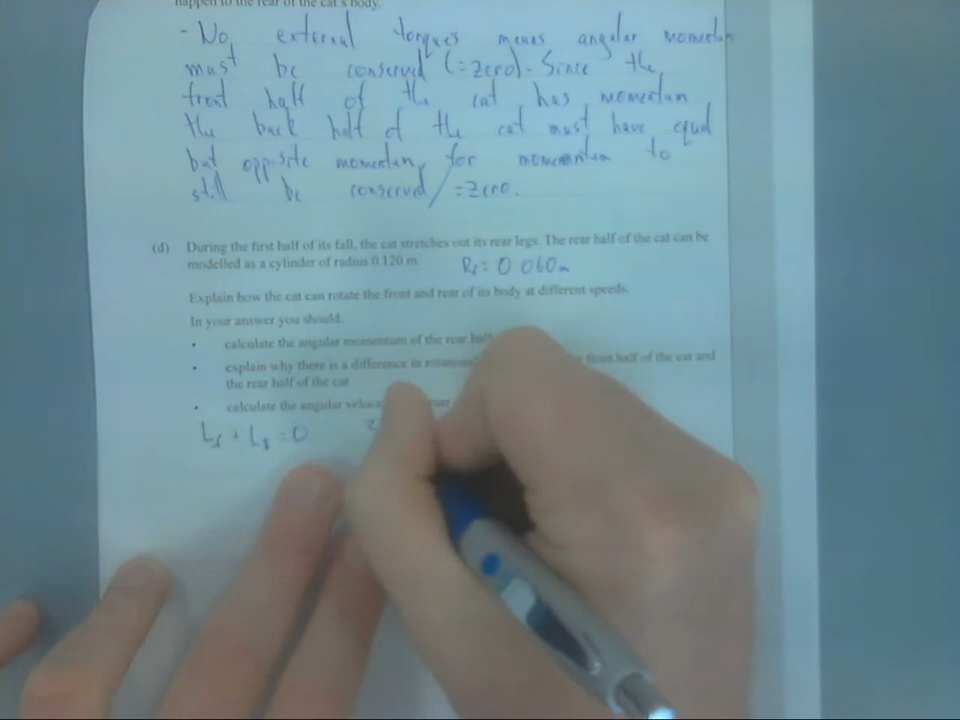 happen to the rear of the cat's body.
- No external torques means angular momentum
must be conserved (=zero). Since the
front half of the cat has momentum
the back half of the cat must have equal
but opposite momentum, for momentum to
still be conserved/=zero.
(d) During the first half of its fall, the cat stretches out its rear legs. The rear half of the cat can be
modelled as a cylinder of radius 0.120 m. Rf = 0.060m
Explain how the cat can rotate the front and rear of its body at different speeds.
In your answer you should:
• calculate the angular momentum of the rear half
• explain why there is a difference in front half of the cat and
the rear half of the cat
• calculate the angular
Lf + Lr = 0